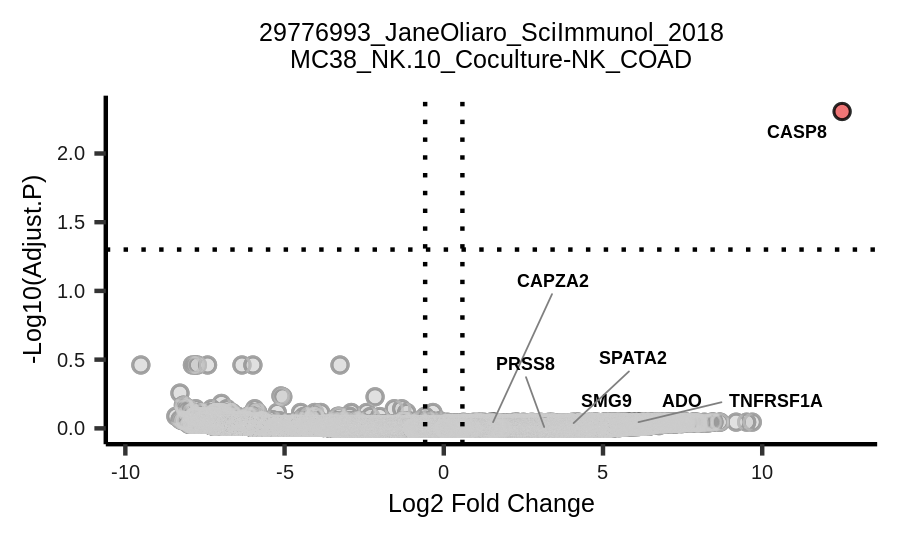 29776993_JaneOliaro_SciImmunol_2018
MC38_NK.10_Coculture-NK_COAD
-Log10(Adjust.P)
2.0
1.5
1.0
0.5
0.0
CASP8
CAPZA2
PRSS8
SPATA2
SMG9
ADO
TNFRSF1A
-10
-5
0
5
10
Log2 Fold Change